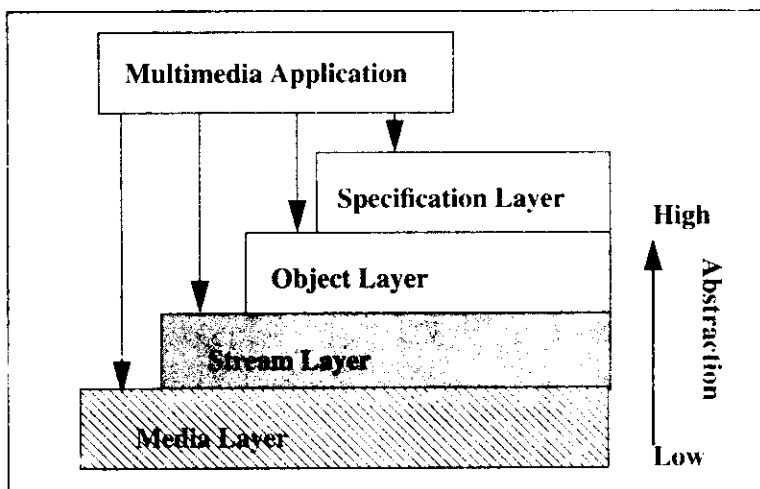 Multimedia Application
Specification Layer
High
Object Layer
Abstraction
Stream Layer
Media Layer
Low